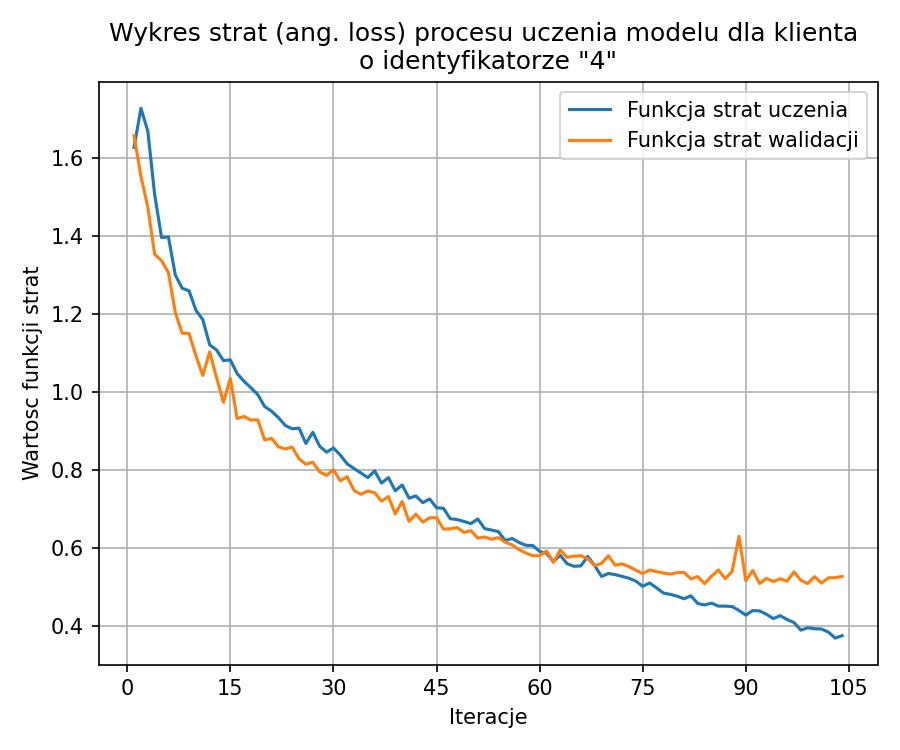 Wykres strat (ang. loss) procesu uczenia modelu dla klienta
o identyfikatorze "4"
Funkcja strat uczenia
Funkcja strat walidacji
Wartosc funkcji strat
1.6
1.4
1.2
1.0
0.8
0.6
0.4
0 15 30 45 60 75 90 105
Iteracje